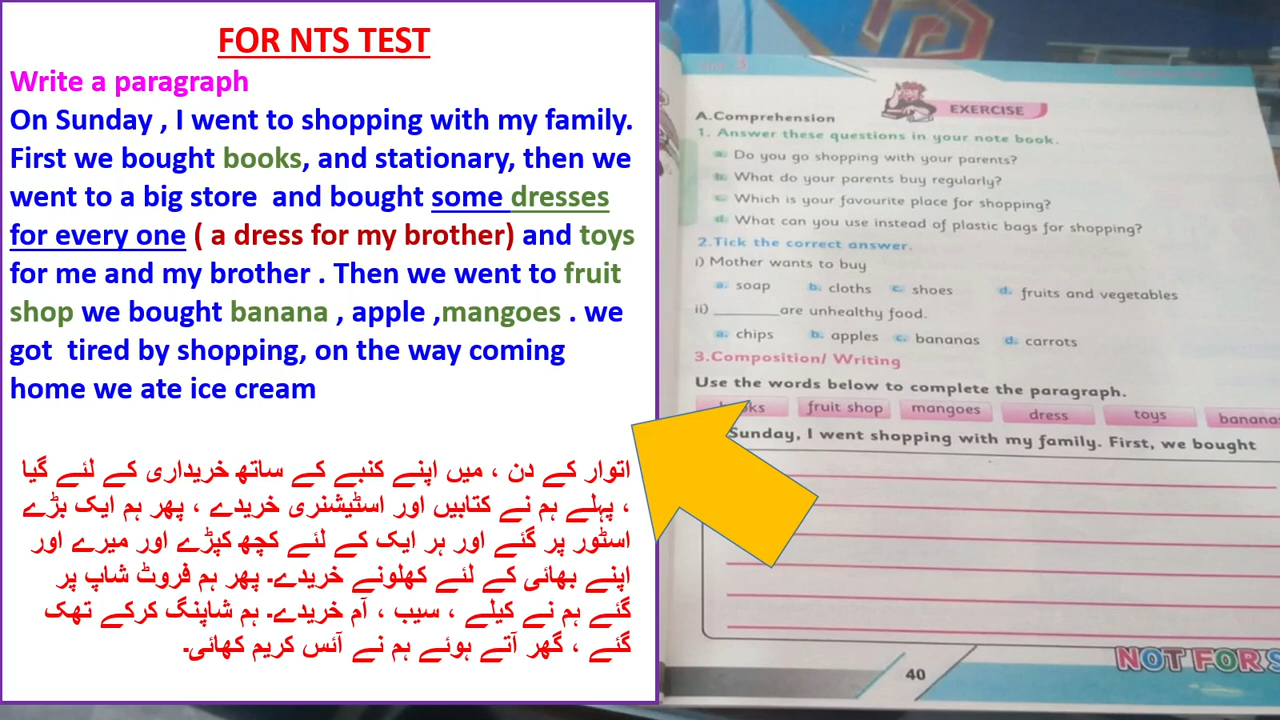 FOR NTS TEST
Write a paragraph
On Sunday , I went to shopping with my family.
First we bought books, and stationary, then we
went to a big store and bought some dresses
for every one ( a dress for my brother) and toys
for me and my brother . Then we went to fruit
shop we bought banana , apple ,mangoes . we
got tired by shopping, on the way coming
home we ate ice cream
اتوار کے دن ، میں اپنے کنبے کے ساتھ خریداری کے لئے گیا
، پہلے ہم نے کتابیں اور اسٹیشنری خریدے ، پھر ہم ایک بڑے
اسٹور پر گئے اور ہر ایک کے لئے کچھ کپڑے اور میرے اور
اپنے بھائی کے لئے کھلونے خریدے۔ پھر ہم فروٹ شاپ پر
گئے ہم نے کیلے ، سیب ، آم خریدے۔ ہم شاپنگ کرکے تھک
گئے ، گھر آتے ہوئے ہم نے آئس کریم کھائی۔
3
EXERCISE
A.Comprehension
1. Answer these questions in your note book.
a. Do you go shopping with your parents?
b. What do your parents buy regularly?
c. Which is your favourite place for shopping?
d. What can you use instead of plastic bags for shopping?
2.Tick the correct answer.
i) Mother wants to buy
a. soap b. cloths c. shoes d. fruits and vegetables
ii) ________are unhealthy food.
a. chips b. apples c. bananas d. carrots
3.Composition/ Writing
Use the words below to complete the paragraph.
books fruit shop mangoes dress toys banana
Sunday, I went shopping with my family. First, we bought
40
NOT FOR S